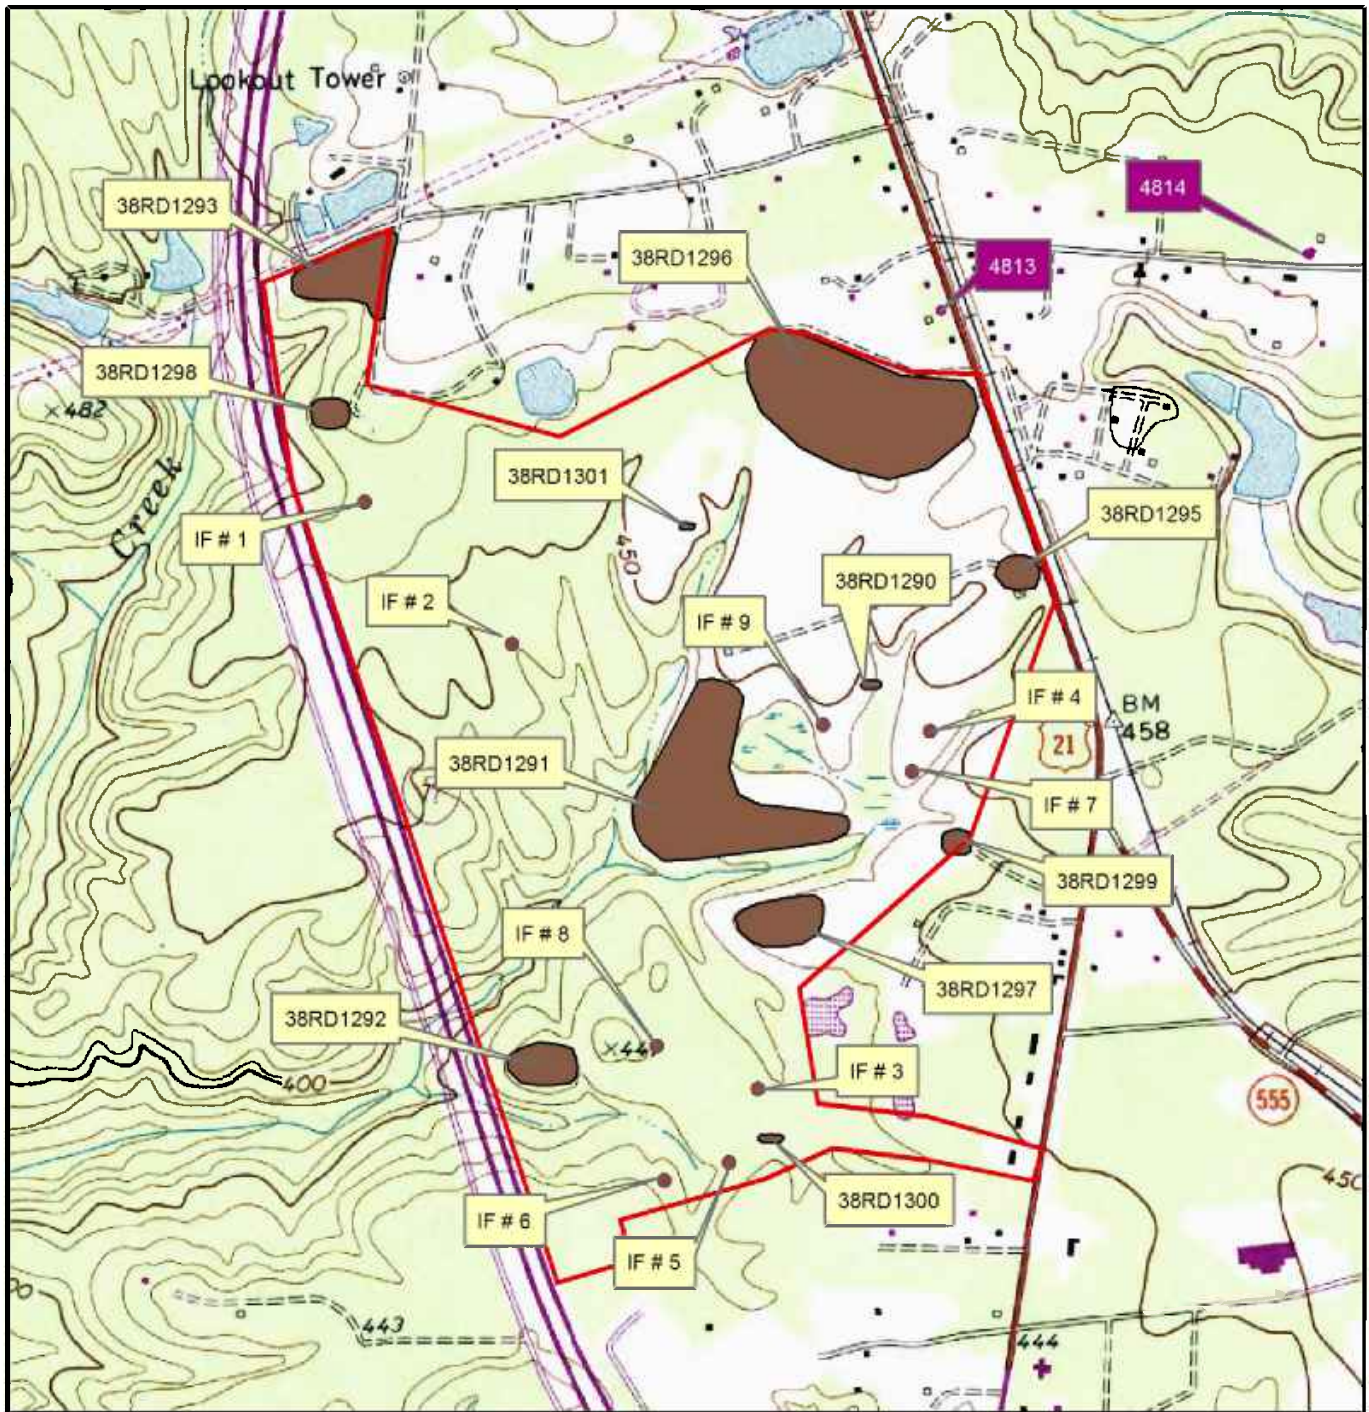 Lookout Tower
4814
38RD1293
38RD1296
4813
38RD1298
482
38RD1301
Creek
38RD1295
IF # 1
450
38RD1290
IF # 2
IF # 9
IF # 4
BM
458
21
38RD1291
IF # 7
38RD1299
IF # 8
38RD1297
38RD1292
IF # 3
400
555
450
38RD1300
IF # 6
IF # 5
443
444